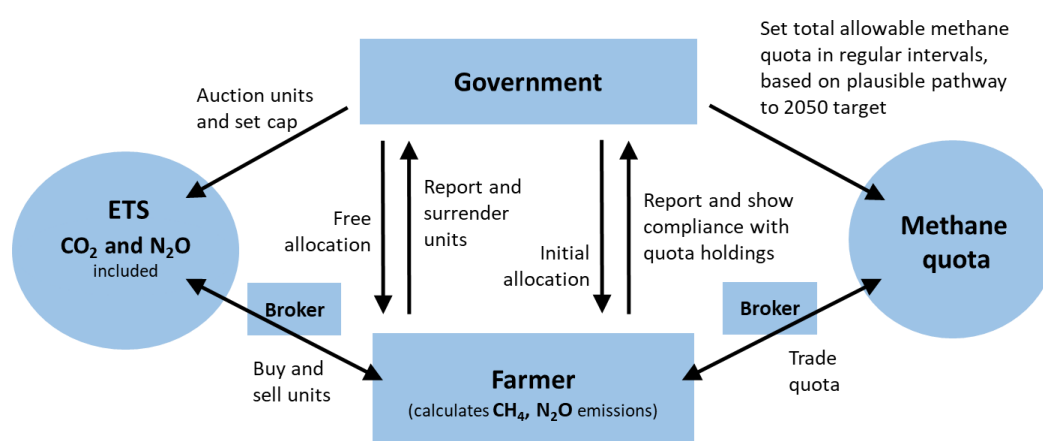 Government
Set total allowable methane
quota in regular intervals,
based on plausible pathway
to 2050 target
Auction units
and set cap
ETS
CO₂ and N₂O
included
Free
allocation
Report and
surrender
units
Initial
allocation
Report and show
compliance with
quota holdings
Methane
quota
Broker
Broker
Buy and
sell units
Farmer
(calculates CH₄, N₂O emissions)
Trade
quota